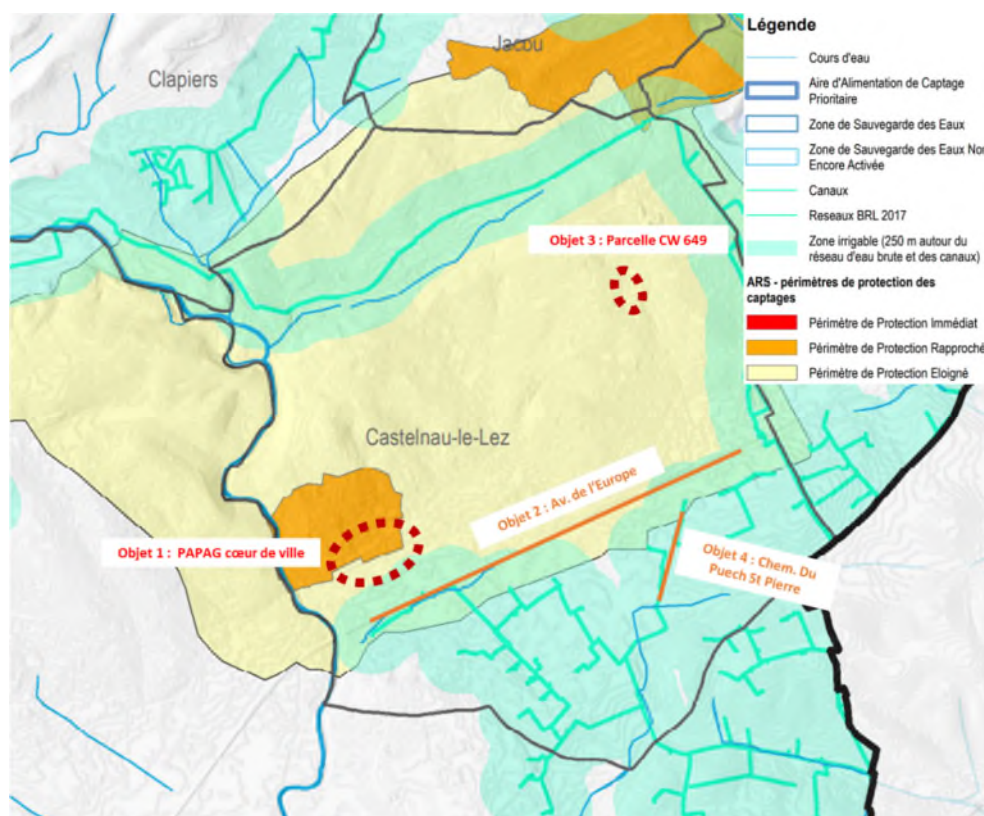 Légende
Cours d'eau
Aire d'Alimentation de Captage
Prioritaire
Zone de Sauvegarde des Eaux
Zone de Sauvegarde des Eaux Non
Encore Activée
Canaux
Reseaux BRL 2017
Zone irrigable (250 m autour du
réseau d'eau brute et des canaux)
ARS - périmètres de protection des
captages
Périmètre de Protection Immédiat
Périmètre de Protection Rapproché
Périmètre de Protection Eloigné
Jacou
Clapiers
Objet 3 : Parcelle CW 649
Castelnau-le-Lez
Objet 2 : Av. de l'Europe
Objet 1 : PAPAG cœur de ville
Objet 4 : Chem. Du
Puech St Pierre